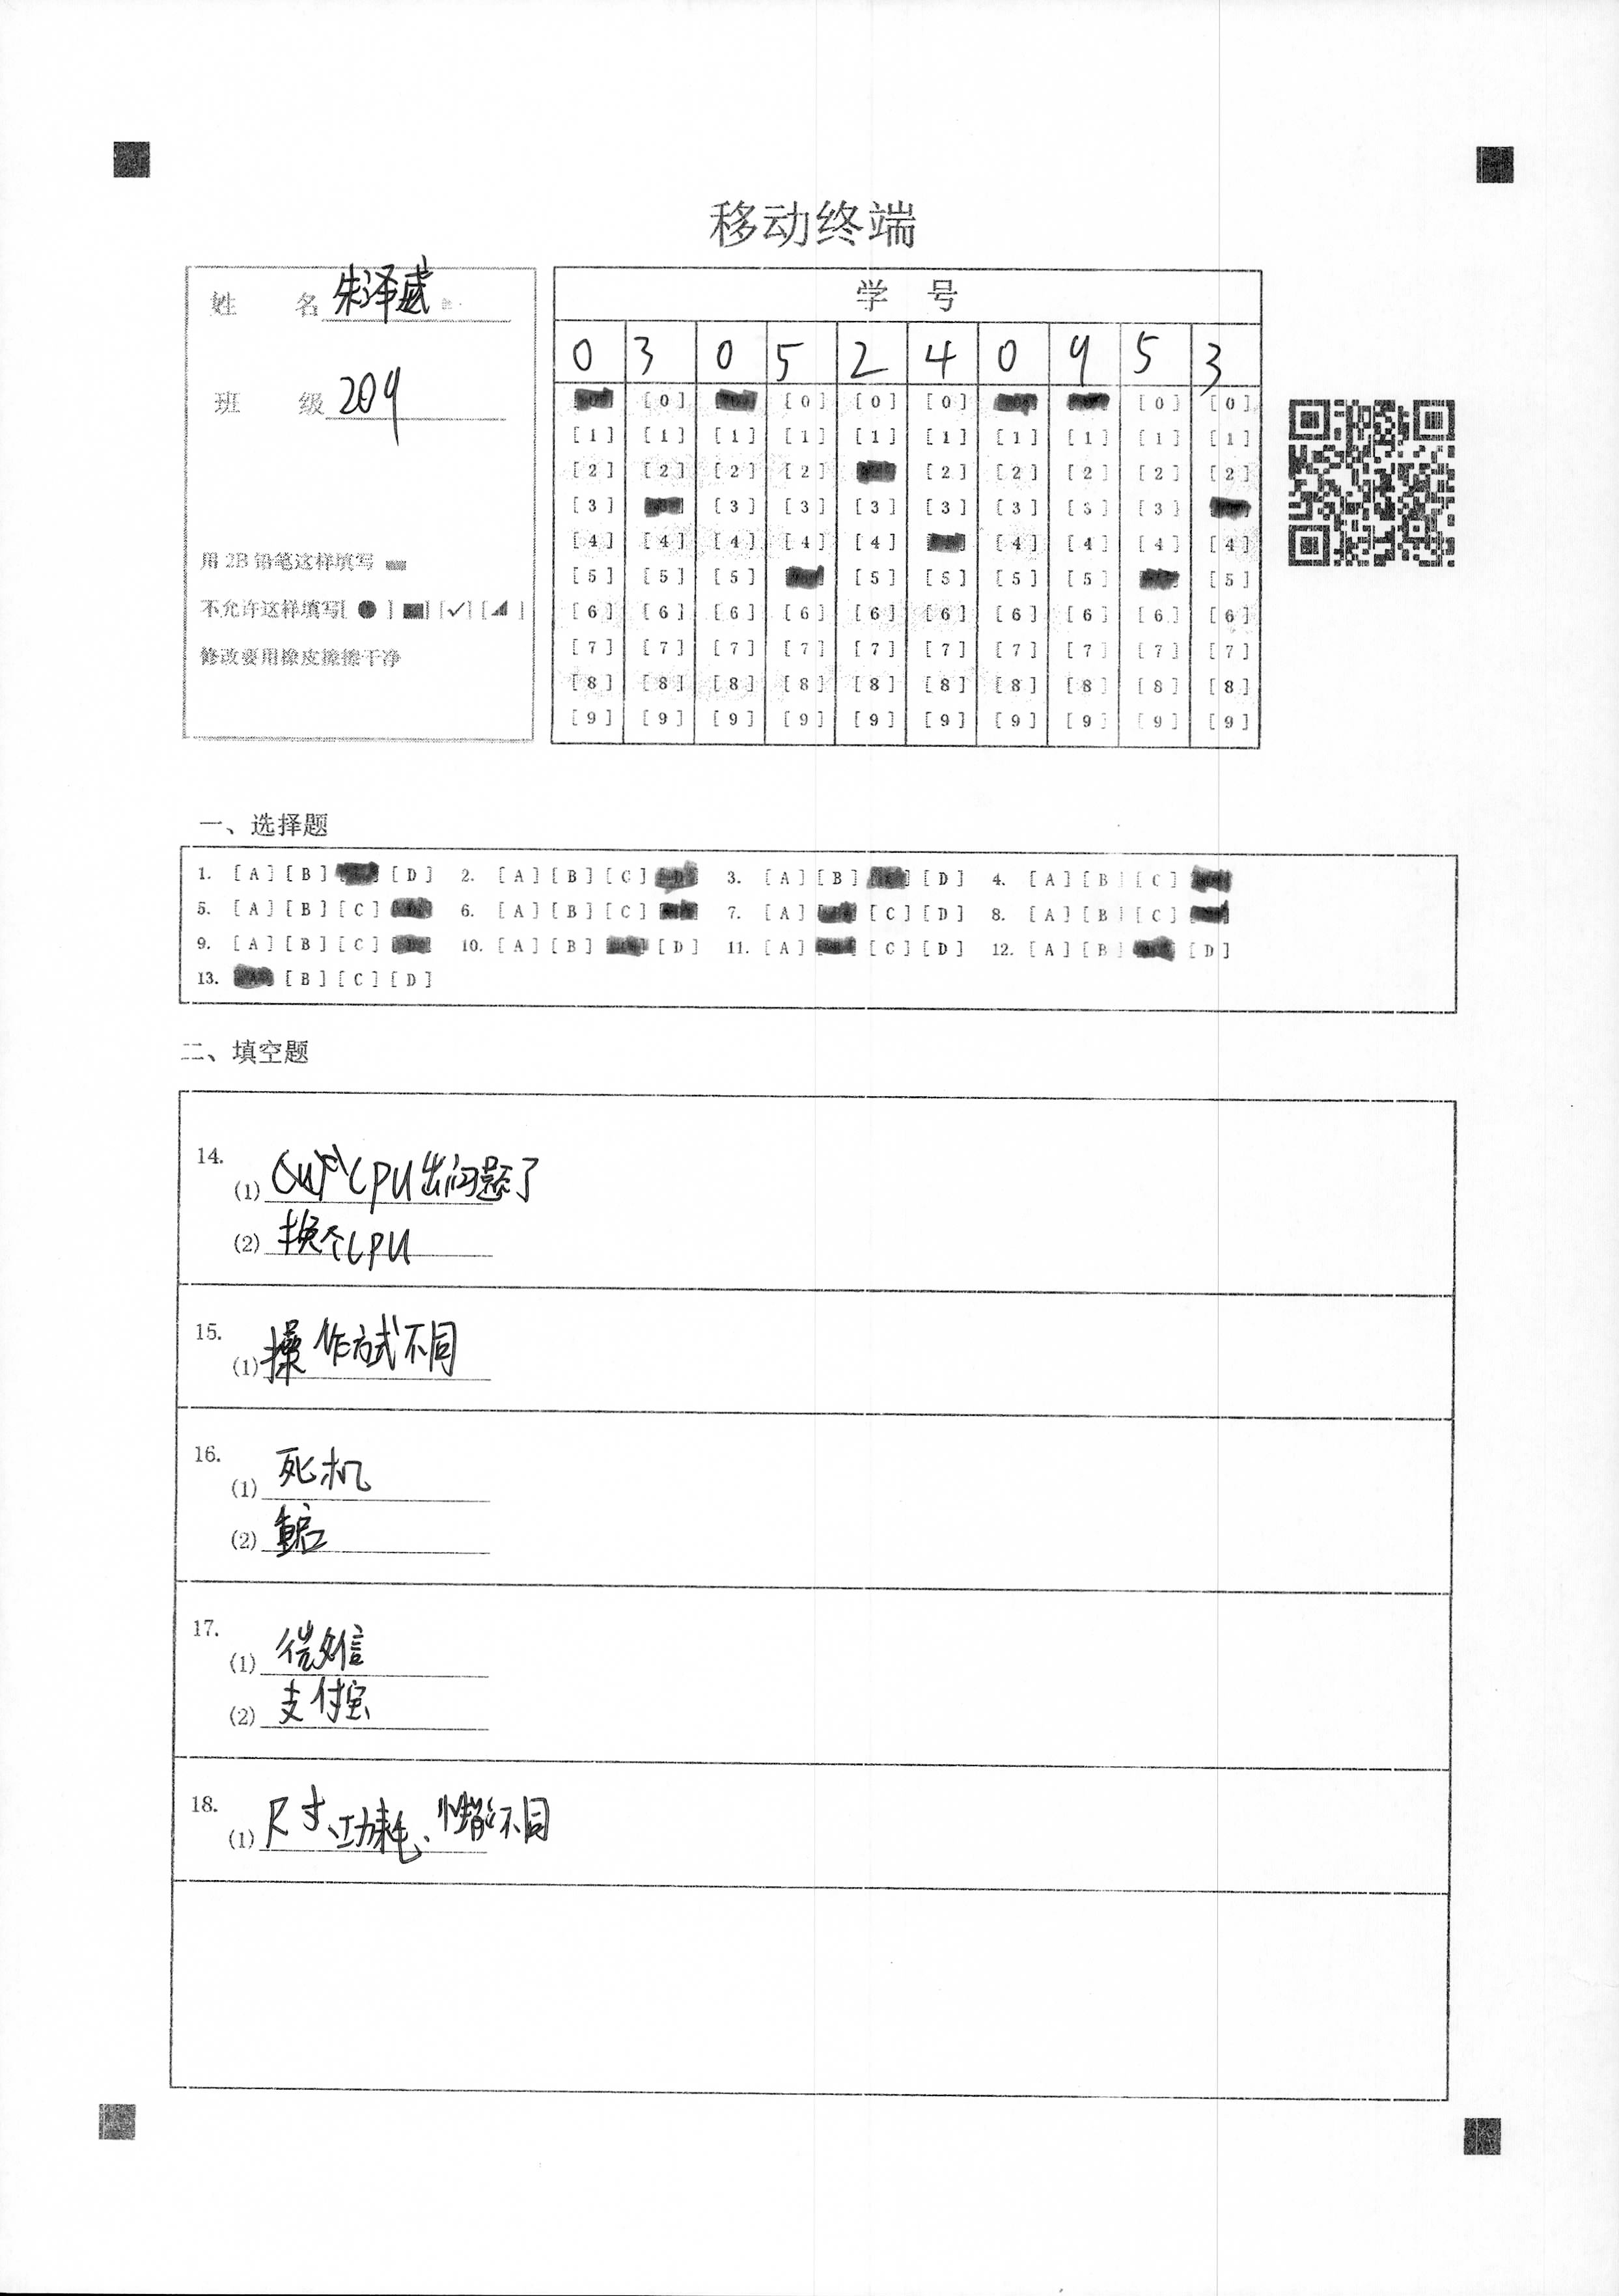 移动终端
姓 名 朱泽威
班 级 209
用 2B 铅笔这样填写
不允许这样填写[ ● ] [■] [✓] [◢ ]
修改要用橡皮擦擦干净
学 号
0 3 0 5 2 4 0 9 5 3
[0] [0] [0] [0] [0] [0]
[1] [1] [1] [1] [1] [1] [1] [1] [1] [1]
[2] [2] [2] [2] [2] [2] [2] [2] [2]
[3] [3] [3] [3] [3] [3] [3] [3]
[4] [4] [4] [4] [4] [4] [4] [4] [4]
[5] [5] [5] [5] [5] [5] [5] [5]
[6] [6] [6] [6] [6] [6] [6] [6] [6] [6]
[7] [7] [7] [7] [7] [7] [7] [7] [7] [7]
[8] [8] [8] [8] [8] [8] [8] [8] [8] [8]
[9] [9] [9] [9] [9] [9] [9] [9] [9] [9]
一、选择题
1. [A] [B] [D] 2. [A] [B] [C] 3. [A] [B] [D] 4. [A] [B] [C]
5. [A] [B] [C] 6. [A] [B] [C] 7. [A] [C] [D] 8. [A] [B] [C]
9. [A] [B] [C] 10. [A] [B] [D] 11. [A] [C] [D] 12. [A] [B] [D]
13. [B] [C] [D]
二、填空题
14.
(1) CPU出问题了
(2) 换个CPU
15.
(1) 操作方式不同
16.
(1) 死机
(2) 重启
17.
(1) 微信
(2) 支付宝
18.
(1) 尺寸、功耗、性能不同